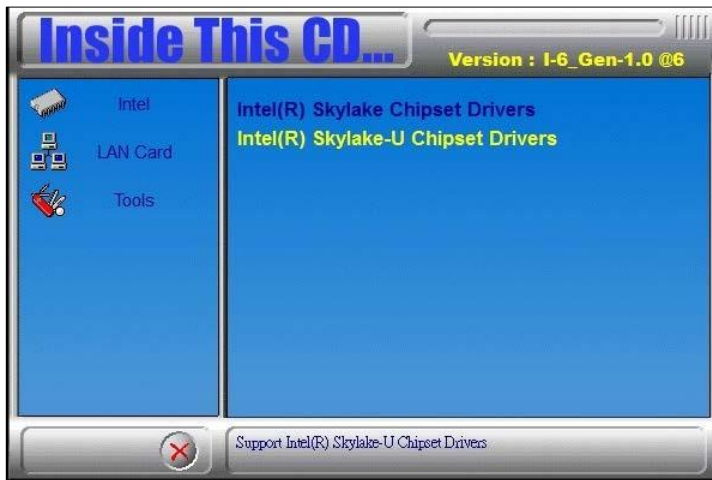 Inside This CD...
Version : I-6_Gen-1.0 @6
Intel
LAN Card
Tools
Intel(R) Skylake Chipset Drivers
Intel(R) Skylake-U Chipset Drivers
Support Intel(R) Skylake-U Chipset Drivers